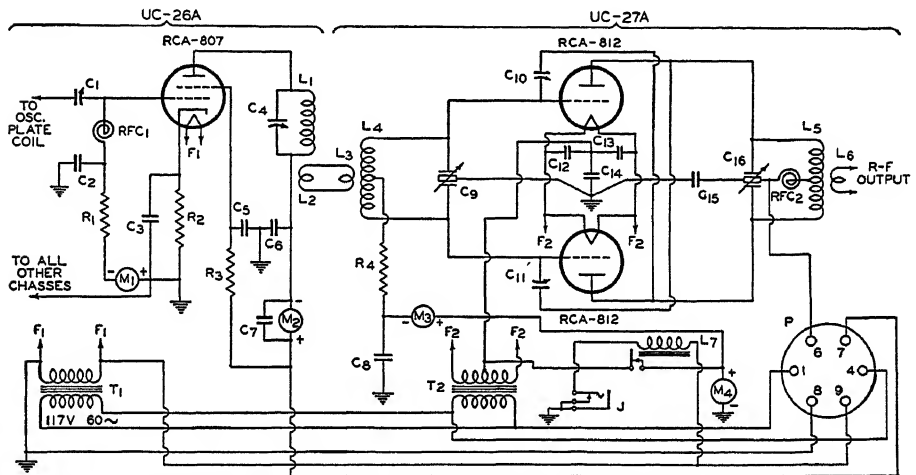 UC-26A
UC-27A
RCA-807
RCA-812
C1
TO
OSC.
PLATE
COIL
RFC1
F1
C2
R1
C3
R2
M1
TO ALL
OTHER
CHASSES
C4
L1
L2
L3
L4
C5
C6
R3
C7
M2
C9
C10
C12
C13
C14
F2
F2
C11
C15
C16
RFC2
L5
L6
R-F
OUTPUT
R4
C8
M3
RCA-812
F1
F1
T1
117V 60~
F2
F2
T2
L7
J
M4
P
6
7
1
4
8
9